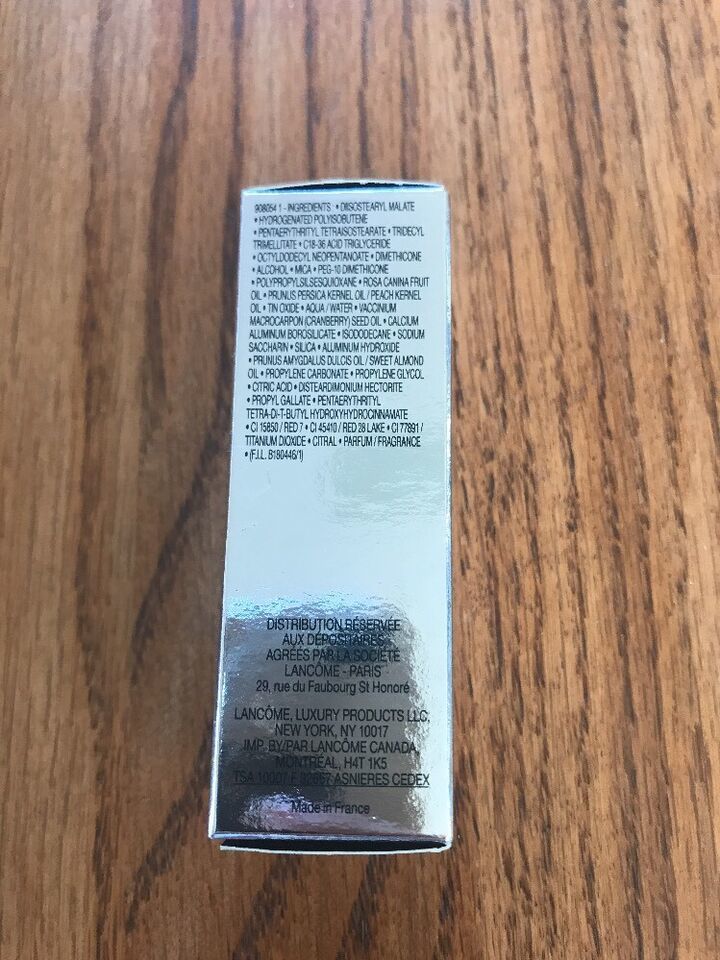 908054 1 - INGREDIENTS : • DIISOSTEARYL MALATE
• HYDROGENATED POLYISOBUTENE
• PENTAERYTHRITYL TETRAISOSTEARATE • TRIDECYL
TRIMELLITATE • C18-36 ACID TRIGLYCERIDE
• OCTYLDODECYL NEOPENTANOATE • DIMETHICONE
• ALCOHOL • MICA • PEG-10 DIMETHICONE
• POLYPROPYLSILSESQUIOXANE • ROSA CANINA FRUIT
OIL • PRUNUS PERSICA KERNEL OIL / PEACH KERNEL
OIL • TIN OXIDE • AQUA / WATER • VACCINIUM
MACROCARPON (CRANBERRY) SEED OIL • CALCIUM
ALUMINUM BOROSILICATE • ISODODECANE • SODIUM
SACCHARIN • SILICA • ALUMINUM HYDROXIDE
• PRUNUS AMYGDALUS DULCIS OIL / SWEET ALMOND
OIL • PROPYLENE CARBONATE • PROPYLENE GLYCOL
• CITRIC ACID • DISTEARDIMONIUM HECTORITE
• PROPYL GALLATE • PENTAERYTHRITYL
TETRA-DI-T-BUTYL HYDROXYHYDROCINNAMATE
• CI 15850 / RED 7 • CI 45410 / RED 28 LAKE • CI 77891 /
TITANIUM DIOXIDE • CITRAL • PARFUM / FRAGRANCE
• (F.I.L. B180446/1)
DISTRIBUTION RÉSERVÉE
AUX DÉPOSITAIRES
AGRÉÉS PAR LA SOCIÉTÉ
LANCÔME - PARIS
29, rue du Faubourg St Honoré
LANCÔME, LUXURY PRODUCTS LLC,
NEW YORK, NY 10017
IMP. BY/PAR LANCÔME CANADA,
MONTRÉAL, H4T 1K5
TSA 10007 F 92667 ASNIERES CEDEX
Made in France